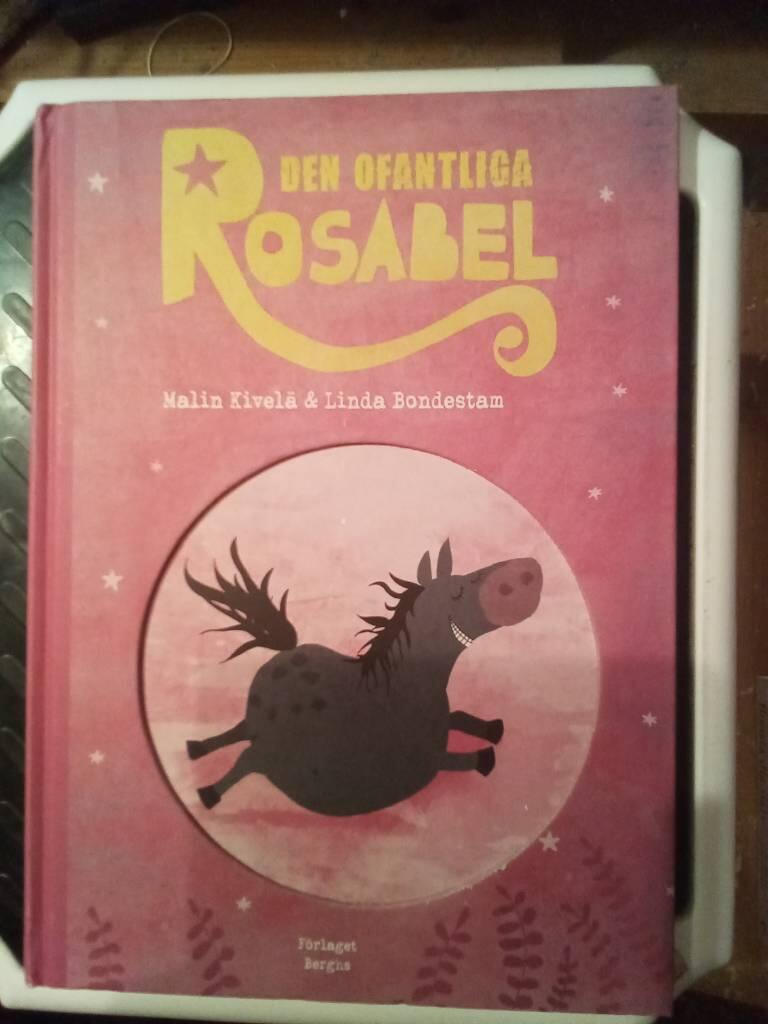 DEN OFANTLIGA
ROSABEL
Malin Kivelä & Linda Bondestam
Förlaget
Berghs